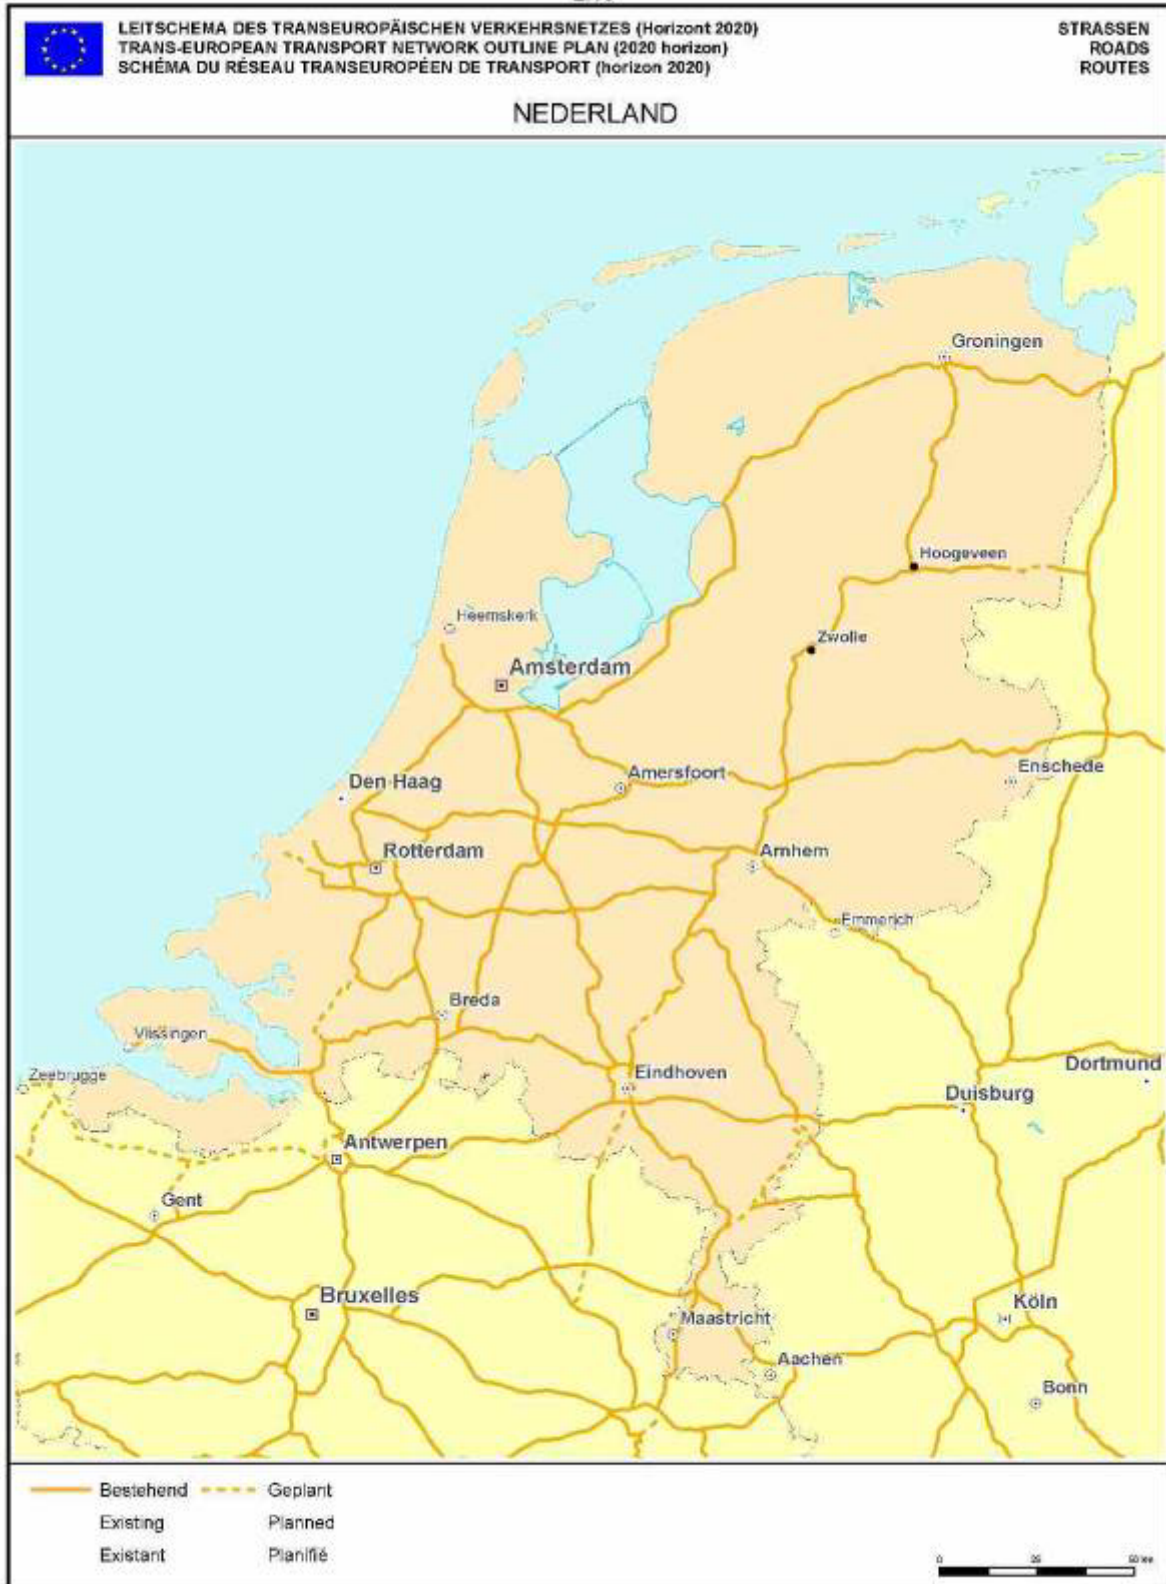 LEITSCHEMA DES TRANSEUROPÄISCHEN VERKEHRSNETZES (Horizont 2020)
STRASSEN
TRANS-EUROPEAN TRANSPORT NETWORK OUTLINE PLAN (2020 horizon)
ROADS
SCHÉMA DU RÉSEAU TRANSEUROPÉEN DE TRANSPORT (horizon 2020)
ROUTES
NEDERLAND
Groningen
Hoogeveen
Heemskerk
Zwolle
Amsterdam
Enschede
Amersfoort
Den Haag
Rotterdam
Arnhem
Emmerich
Breda
Vlissingen
Dortmund
Zeebrugge
Eindhoven
Duisburg
Antwerpen
Gent
Bruxelles
Köln
Maastricht
Aachen
Bonn
Bestehend
Geplant
Existing
Planned
Existant
Planifié
0 25 50 km